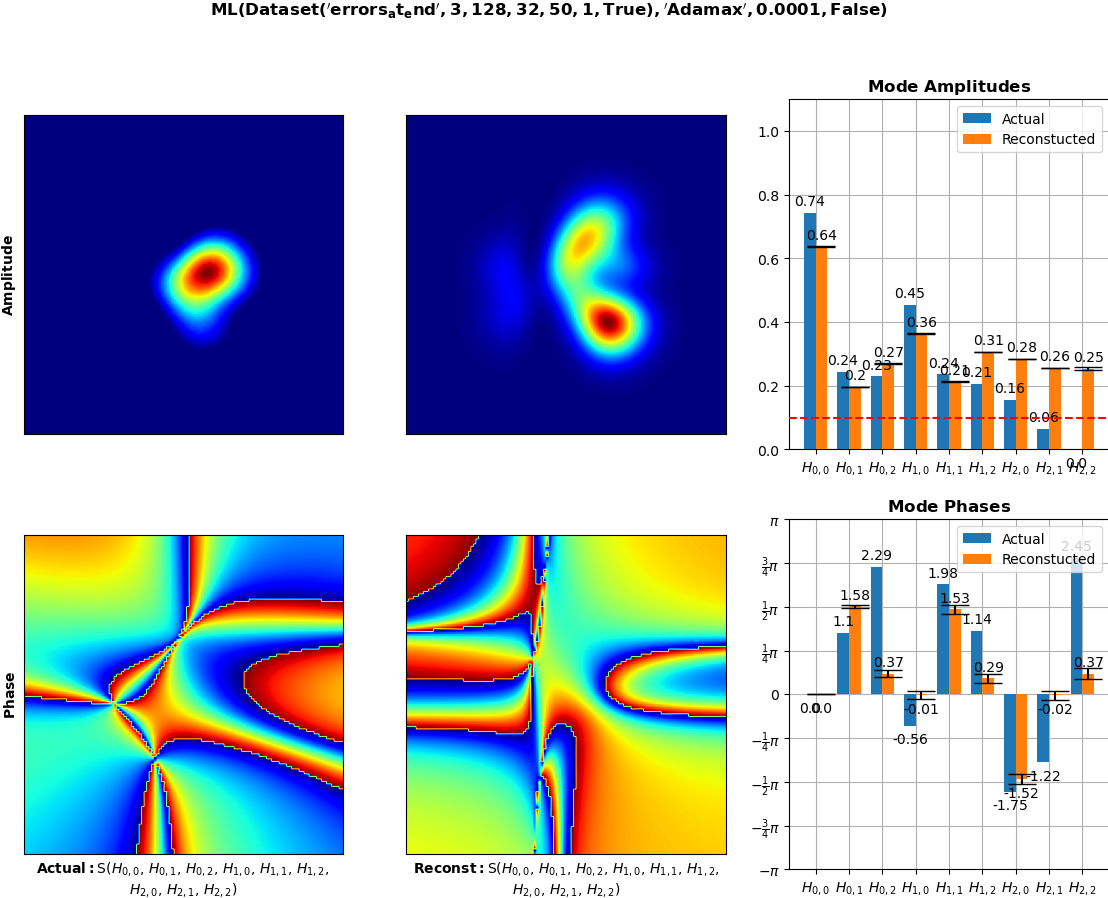 ML(Dataset('errors_at_end', 3, 128, 32, 50, 1, True), 'Adamax', 0.0001, False)
Amplitude
Mode Amplitudes
Actual
Reconstucted
1.0
0.8
0.6
0.4
0.2
0.0
0.74
0.64
0.24
0.2
0.23
0.27
0.45
0.36
0.24
0.21
0.21
0.31
0.16
0.28
0.06
0.26
0.0
0.25
H0,0 H0,1 H0,2 H1,0 H1,1 H1,2 H2,0 H2,1 H2,2
Phase
Mode Phases
Actual
Reconstucted
π
3/4π
1/2π
1/4π
0
−1/4π
−1/2π
−3/4π
−π
0.0
0.0
1.1
1.58
2.29
0.37
-0.56
-0.01
1.98
1.53
1.14
0.29
-1.75
-1.52
-1.22
-0.02
2.45
0.37
H0,0 H0,1 H0,2 H1,0 H1,1 H1,2 H2,0 H2,1 H2,2
Actual: S(H0,0, H0,1, H0,2, H1,0, H1,1, H1,2,
H2,0, H2,1, H2,2)
Reconst: S(H0,0, H0,1, H0,2, H1,0, H1,1, H1,2,
H2,0, H2,1, H2,2)